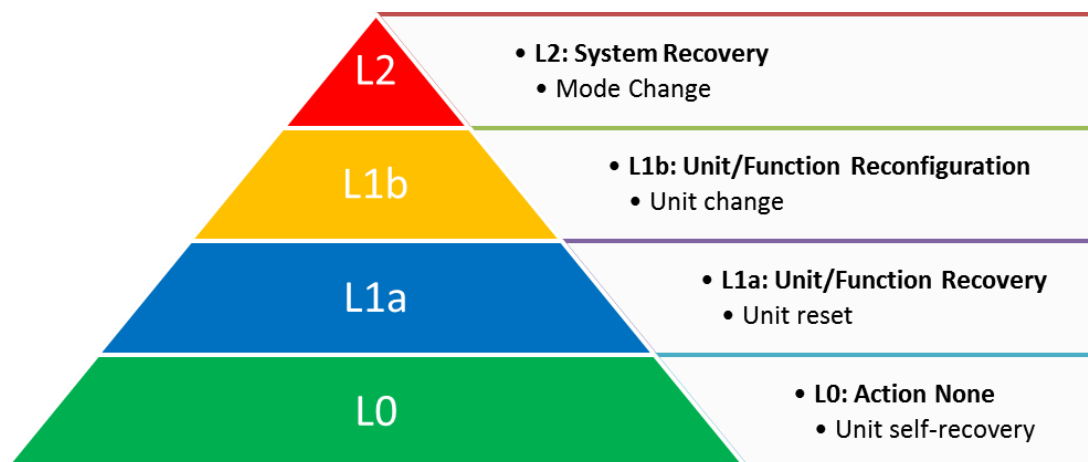 L2
• L2: System Recovery
• Mode Change
L1b
• L1b: Unit/Function Reconfiguration
• Unit change
L1a
• L1a: Unit/Function Recovery
• Unit reset
L0
• L0: Action None
• Unit self-recovery